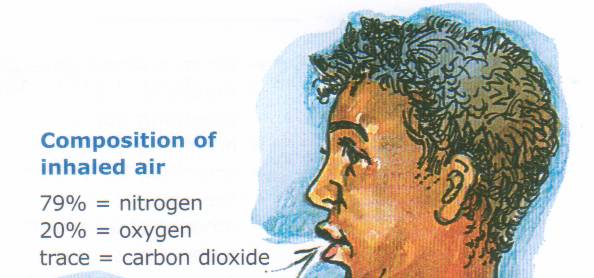 Composition of
inhaled air
79% = nitrogen
20% = oxygen
trace = carbon dioxide